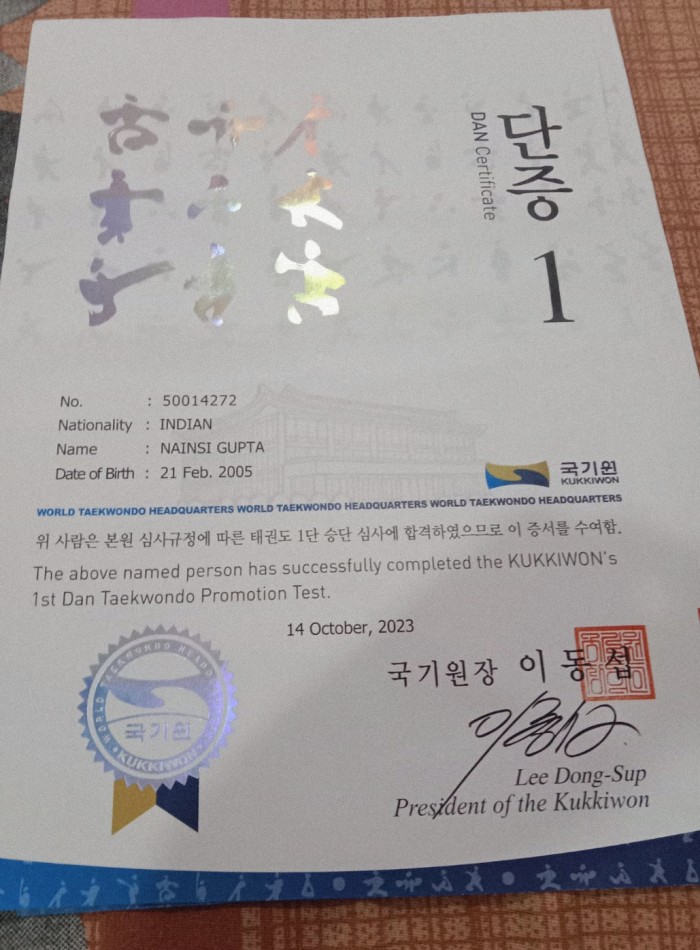 단증
DAN Certificate
1
No. : 50014272
Nationality : INDIAN
Name : NAINSI GUPTA
Date of Birth : 21 Feb. 2005
국기원
KUKKIWON
WORLD TAEKWONDO HEADQUARTERS WORLD TAEKWONDO HEADQUARTERS WORLD TAEKWONDO HEADQUARTERS
위 사람은 본원 심사규정에 따른 태권도 1단 승단 심사에 합격하였으므로 이 증서를 수여함.
The above named person has successfully completed the KUKKIWON's
1st Dan Taekwondo Promotion Test.
14 October, 2023
국기원장 이동섭
WORLD TAEKWONDO HEADQUARTERS
국기원
KUKKIWON
Lee Dong-Sup
President of the Kukkiwon